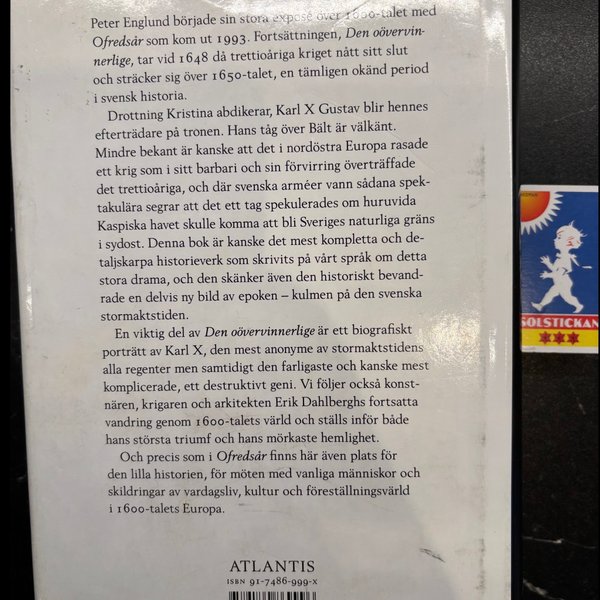 Peter Englund började sin stora exposé över 1600-talet med
Ofredsår som kom ut 1993. Fortsättningen, Den oövervin-
nerlige, tar vid 1648 då trettioåriga kriget nått sitt slut
och sträcker sig över 1650-talet, en tämligen okänd period
i svensk historia.
Drottning Kristina abdikerar, Karl X Gustav blir hennes
efterträdare på tronen. Hans tåg över Bält är välkänt.
Mindre bekant är kanske att det i nordöstra Europa rasade
ett krig som i sitt barbari och sin förvirring överträffade
det trettioåriga, och där svenska arméer vann sådana spek-
takulära segrar att det ett tag spekulerades om huruvida
Kaspiska havet skulle komma att bli Sveriges naturliga gräns
i sydost. Denna bok är kanske det mest kompletta och de-
taljskarpa historieverk som skrivits på vårt språk om detta
stora drama, och den skänker även den historiskt bevand-
rade en delvis ny bild av epoken – kulmen på den svenska
stormaktstiden.
En viktig del av Den oövervinnerlige är ett biografiskt
porträtt av Karl X, den mest anonyme av stormaktstidens
alla regenter men samtidigt den farligaste och kanske mest
komplicerade, ett destruktivt geni. Vi följer också konst-
nären, krigaren och arkitekten Erik Dahlberghs fortsatta
vandring genom 1600-talets värld och ställs inför både
hans största triumf och hans mörkaste hemlighet.
Och precis som i Ofredsår finns här även plats för
den lilla historien, för möten med vanliga människor och
skildringar av vardagsliv, kultur och föreställningsvärld
i 1600-talets Europa.
ATLANTIS
ISBN 91-7486-999-X
SOLSTICKAN